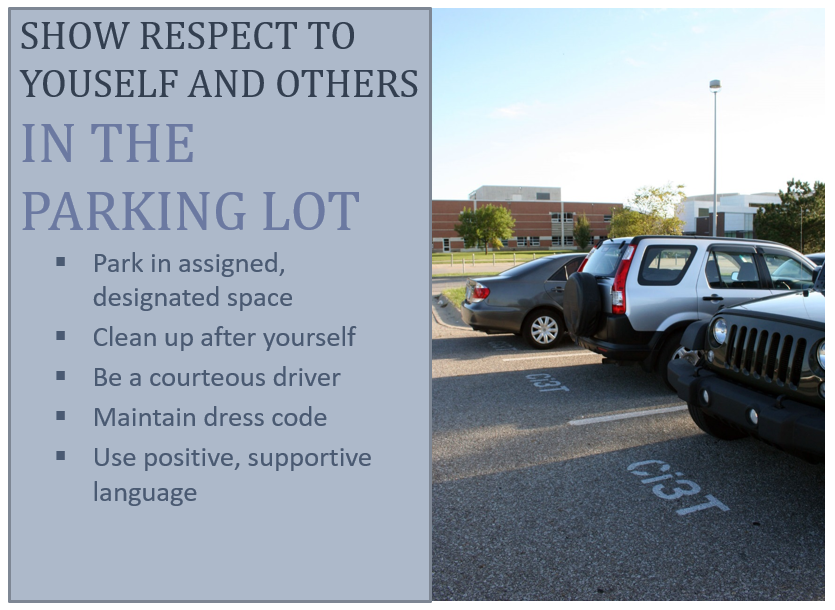 SHOW RESPECT TO
YOUSELF AND OTHERS
IN THE
PARKING LOT
▪ Park in assigned,
designated space
▪ Clean up after yourself
▪ Be a courteous driver
▪ Maintain dress code
▪ Use positive, supportive
language
Ci3T
Ci3T